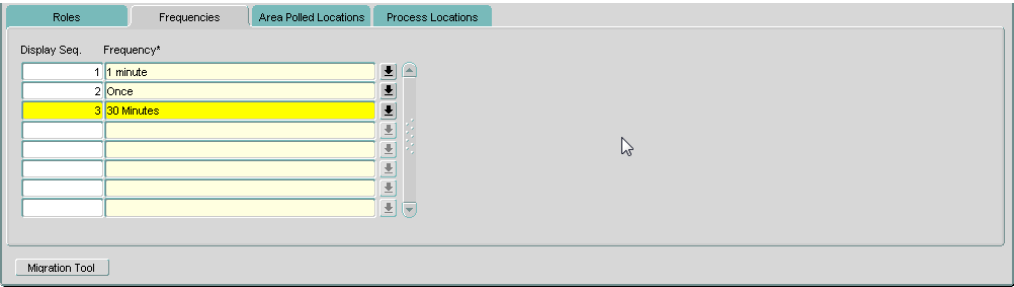 Roles Frequencies Area Polled Locations Process Locations
Display Seq. Frequency*
1 1 minute
2 Once
3 30 Minutes
Migration Tool